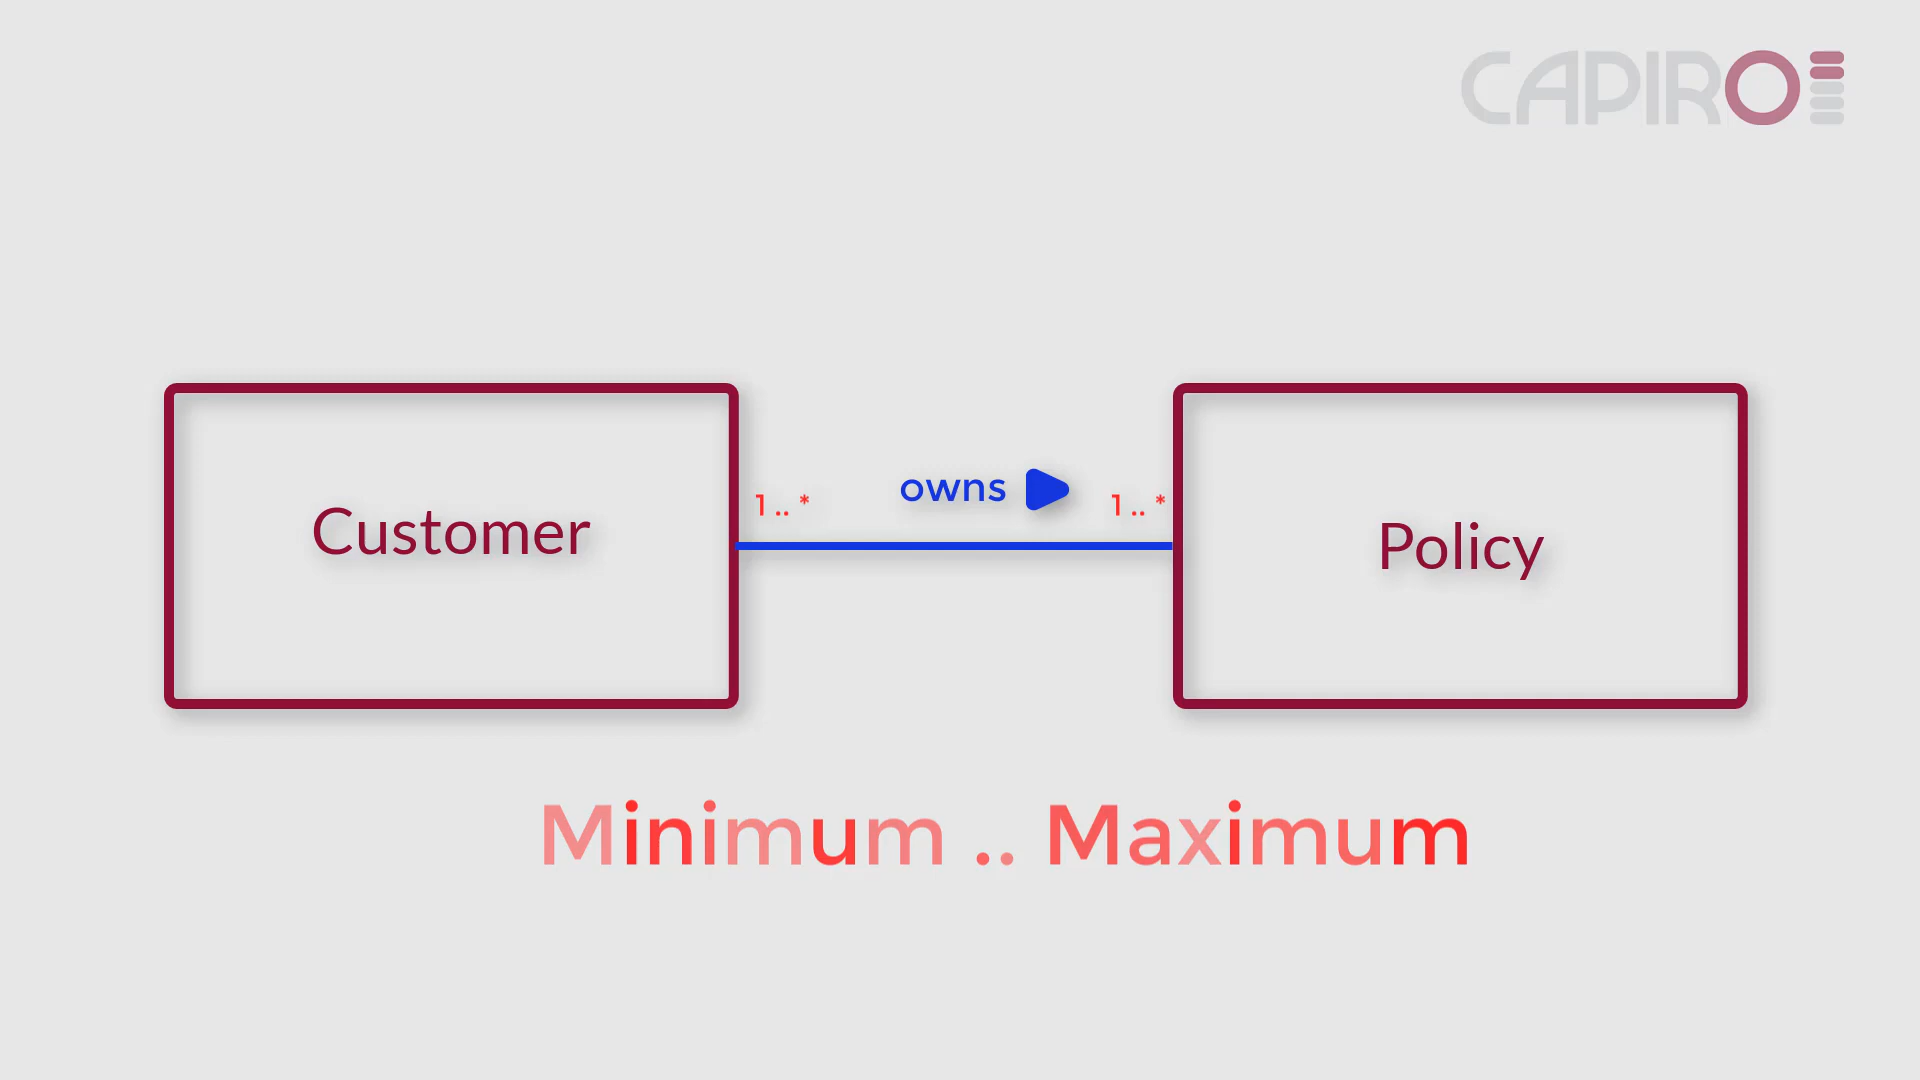 CAPIRO
owns
1 .. *
1 .. *
Customer
Policy
Minimum .. Maximum